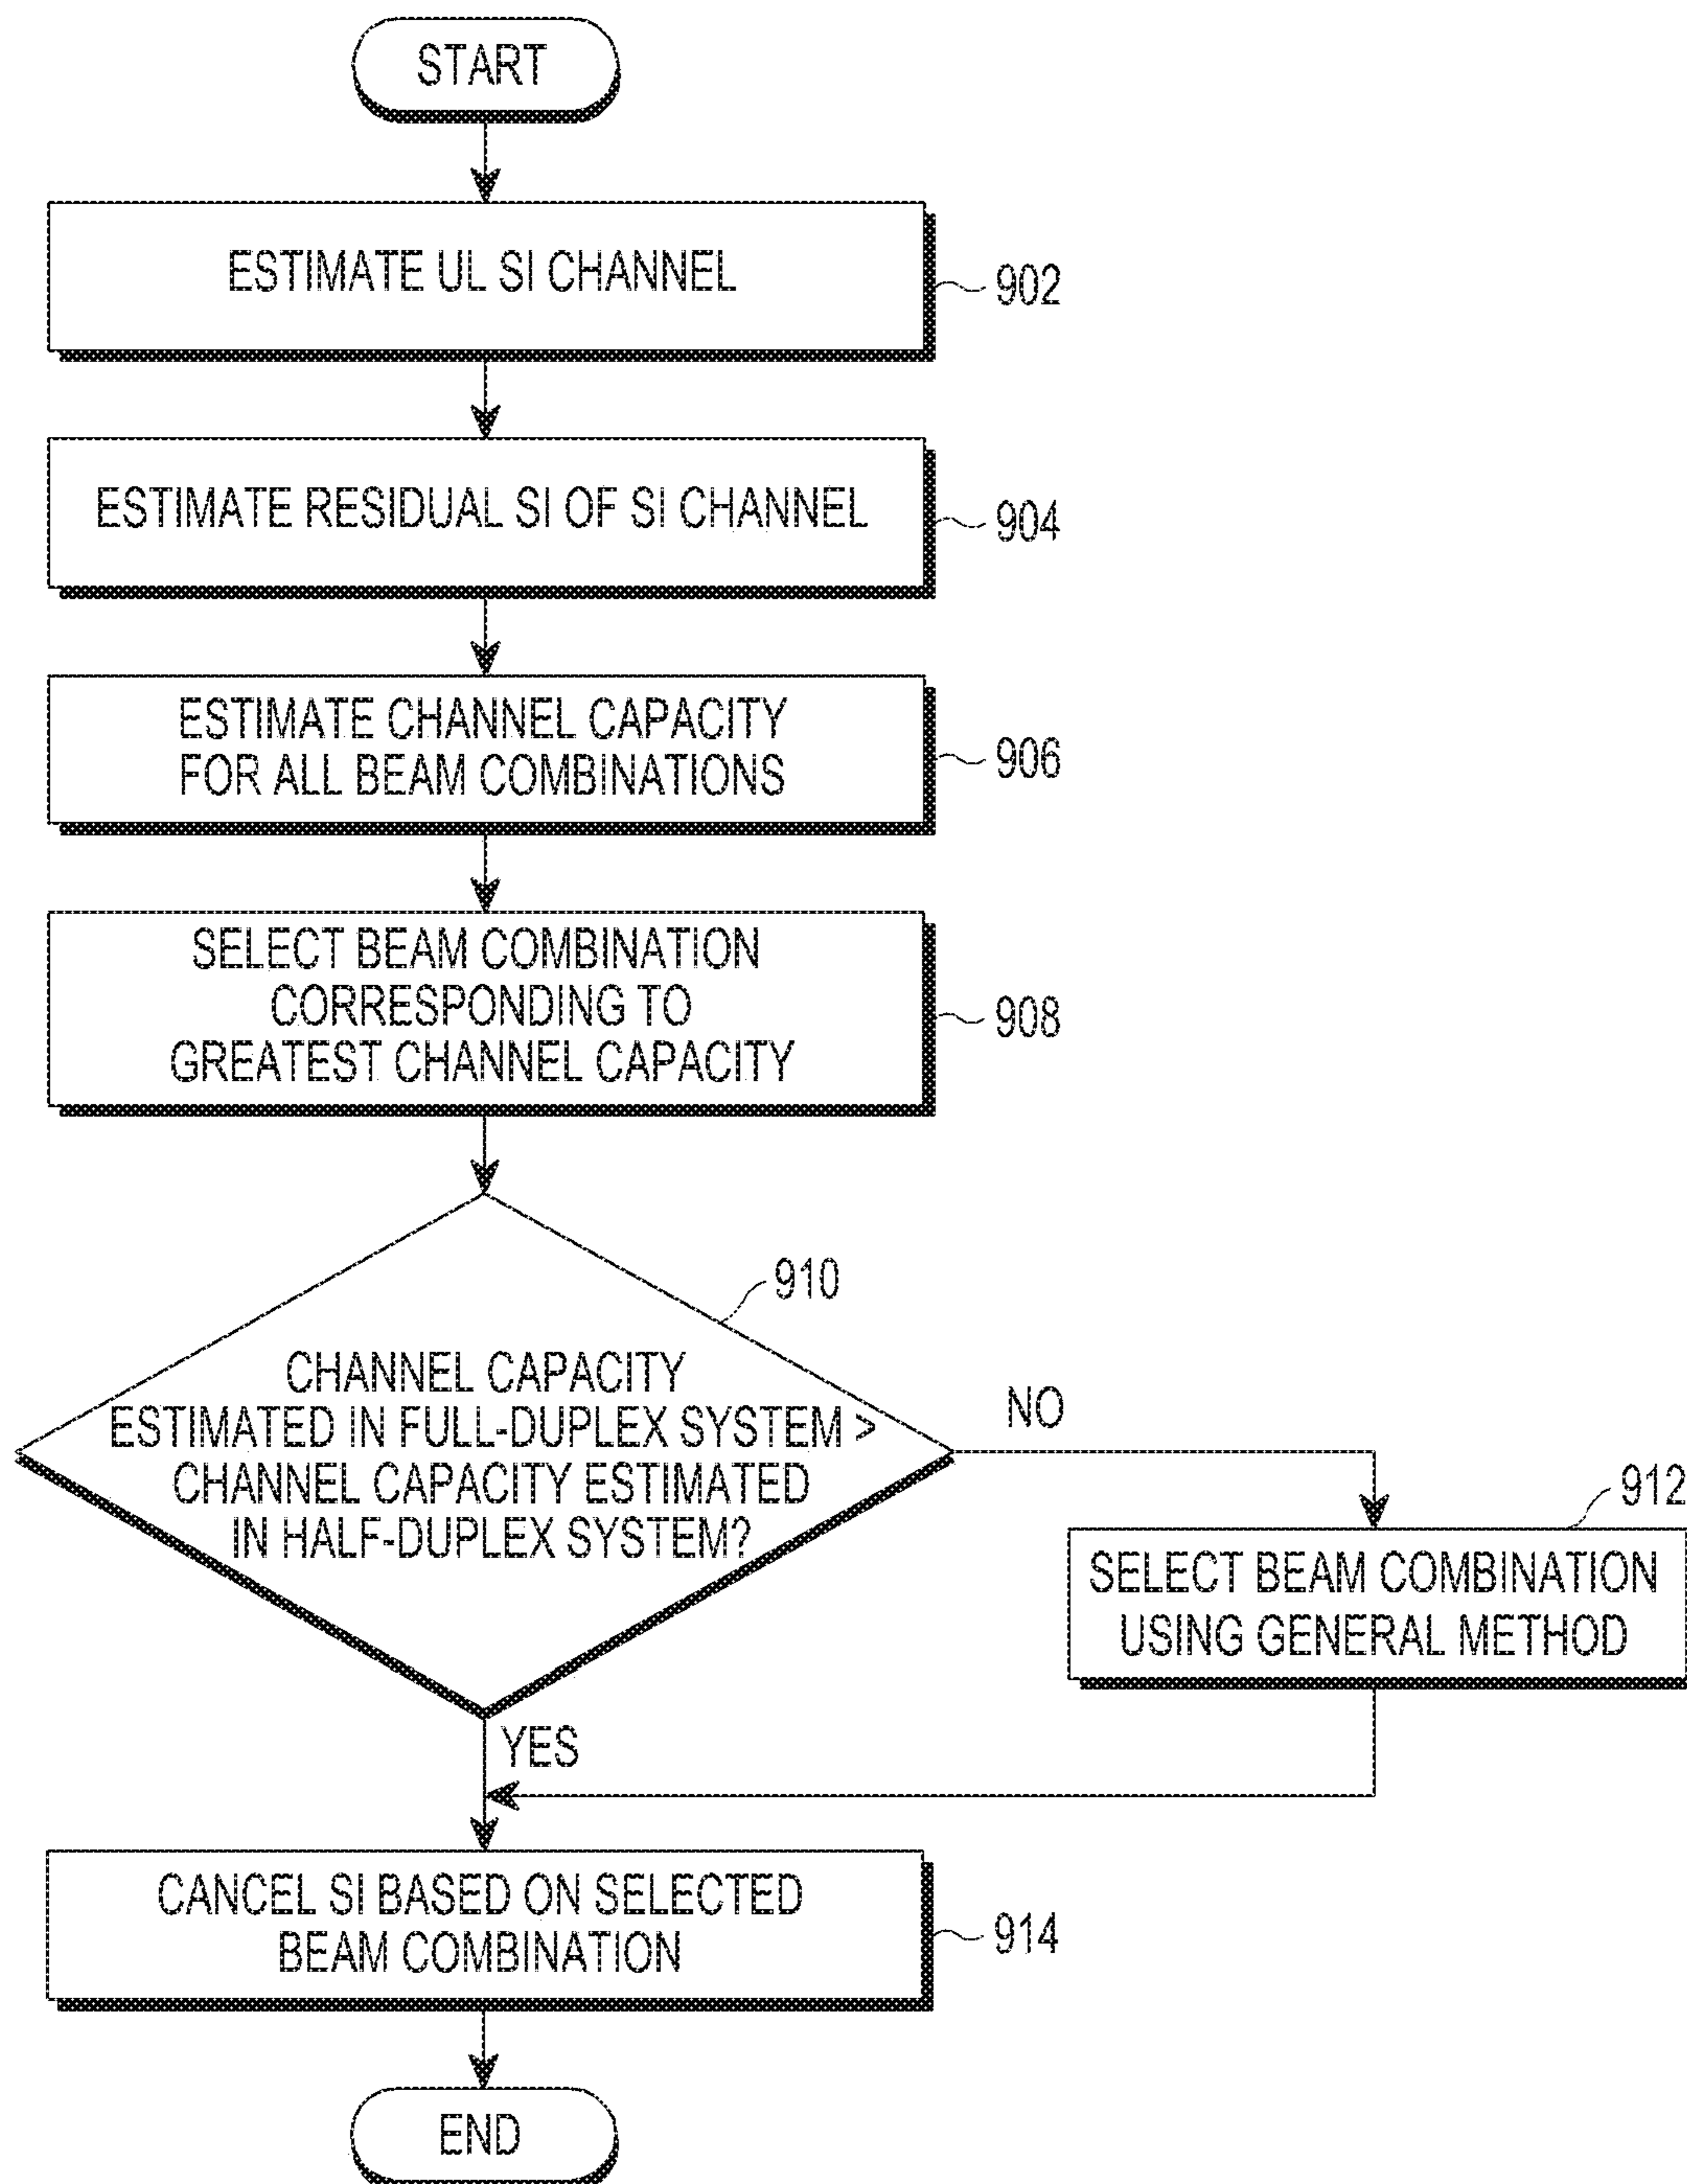 START
ESTIMATE UL SI CHANNEL
902
ESTIMATE RESIDUAL SI OF SI CHANNEL
904
ESTIMATE CHANNEL CAPACITY
FOR ALL BEAM COMBINATIONS
906
SELECT BEAM COMBINATION
CORRESPONDING TO
GREATEST CHANNEL CAPACITY
908
910
CHANNEL CAPACITY
ESTIMATED IN FULL-DUPLEX SYSTEM >
CHANNEL CAPACITY ESTIMATED
IN HALF-DUPLEX SYSTEM?
NO
912
SELECT BEAM COMBINATION
USING GENERAL METHOD
YES
CANCEL SI BASED ON SELECTED
BEAM COMBINATION
914
END